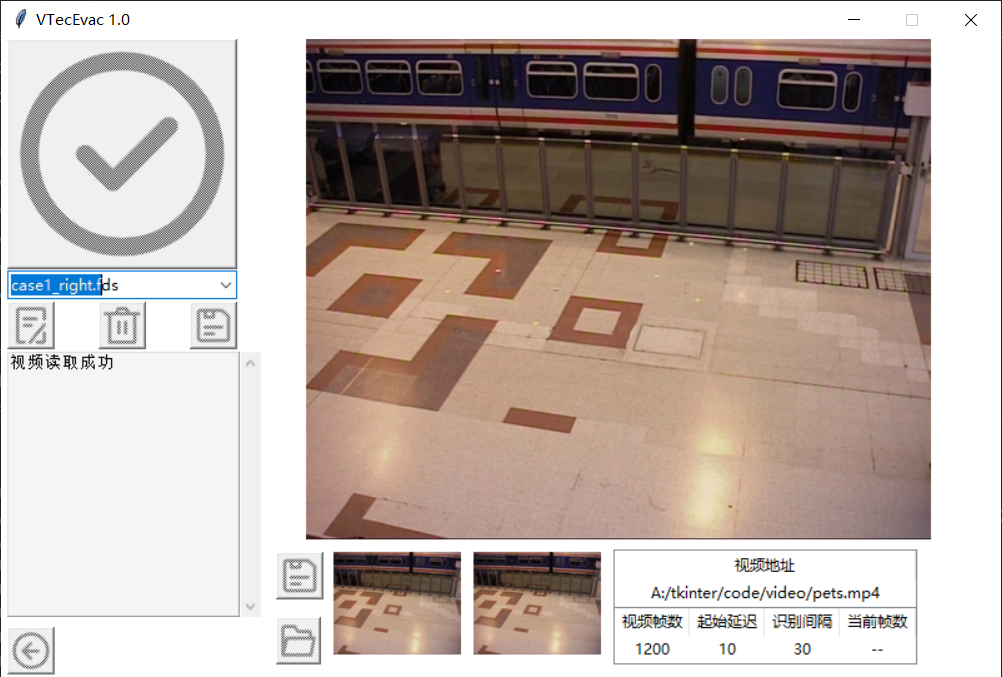 VTecEvac 1.0
case1_right.fds
视频读取成功
视频地址
A:/tkinter/code/video/pets.mp4
视频帧数 起始延迟 识别间隔 当前帧数
1200 10 30 --